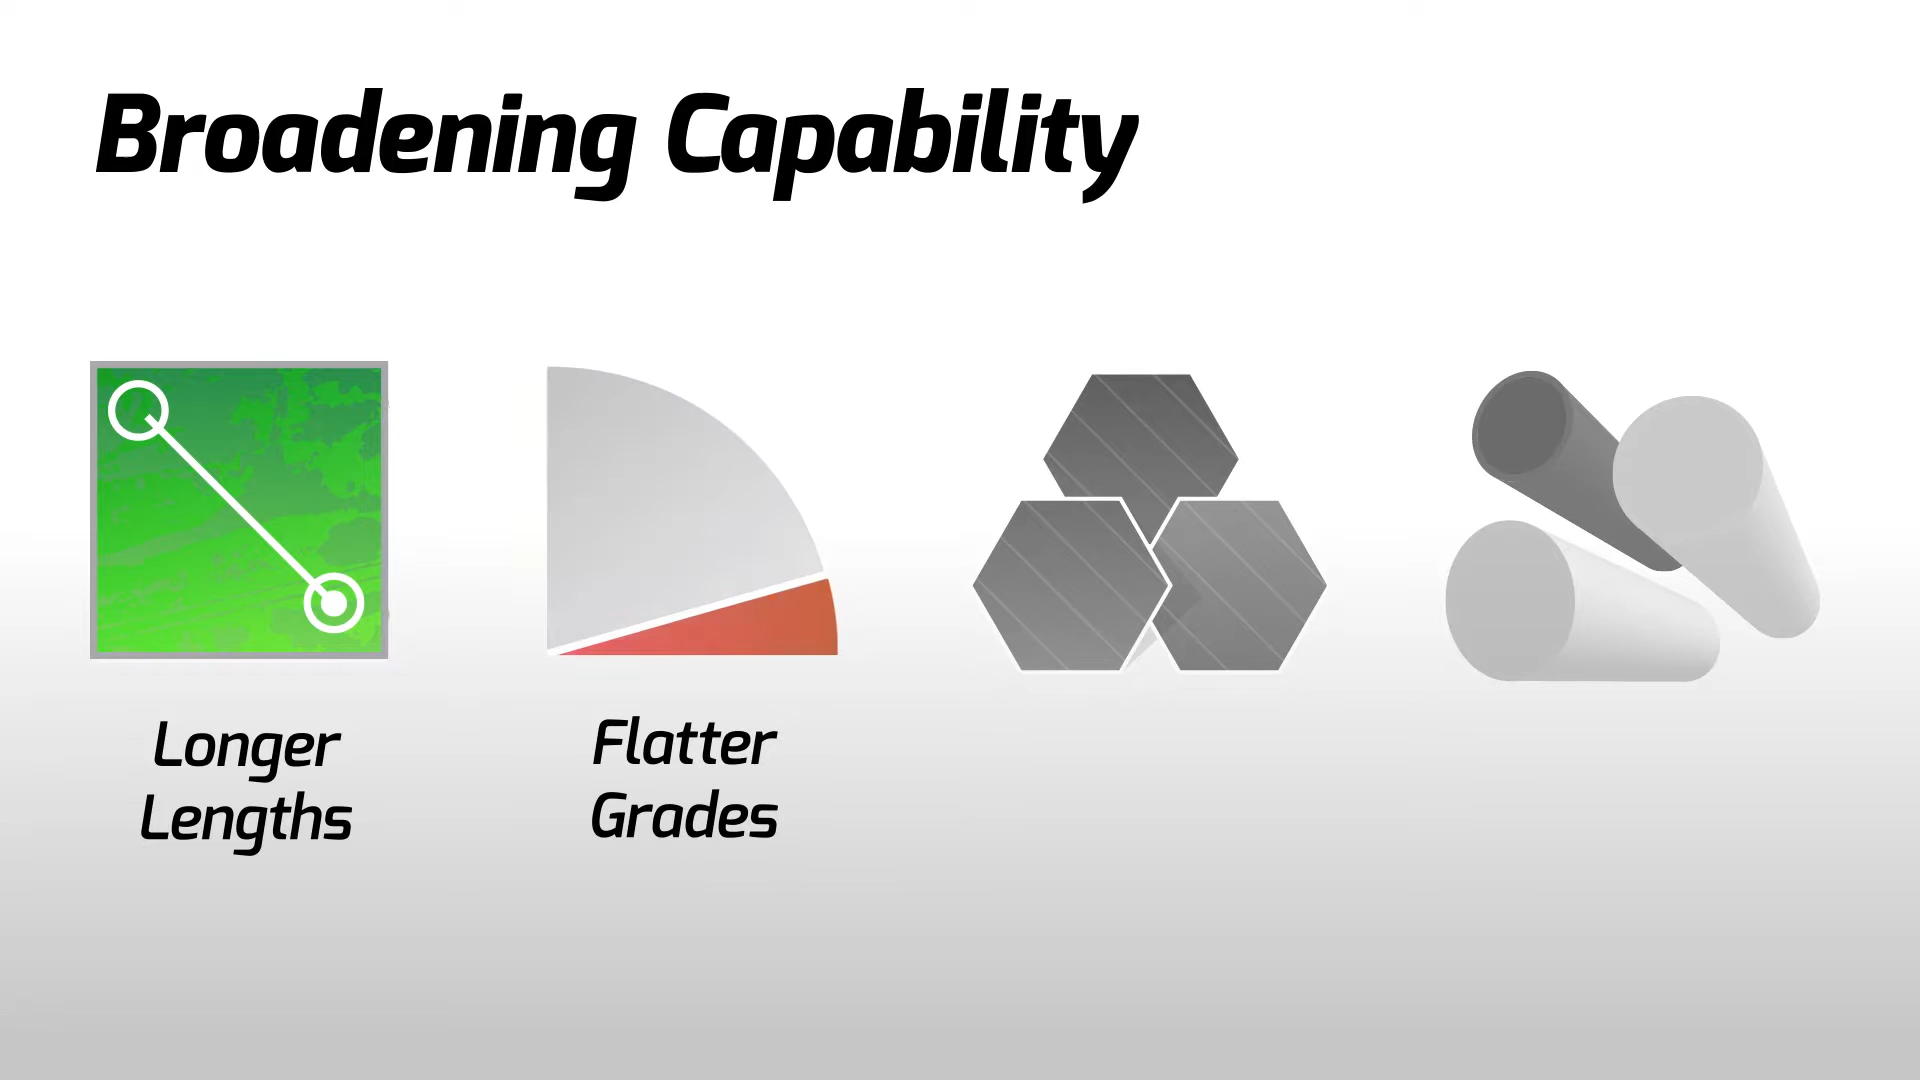 Broadening Capability
Longer
Lengths
Flatter
Grades